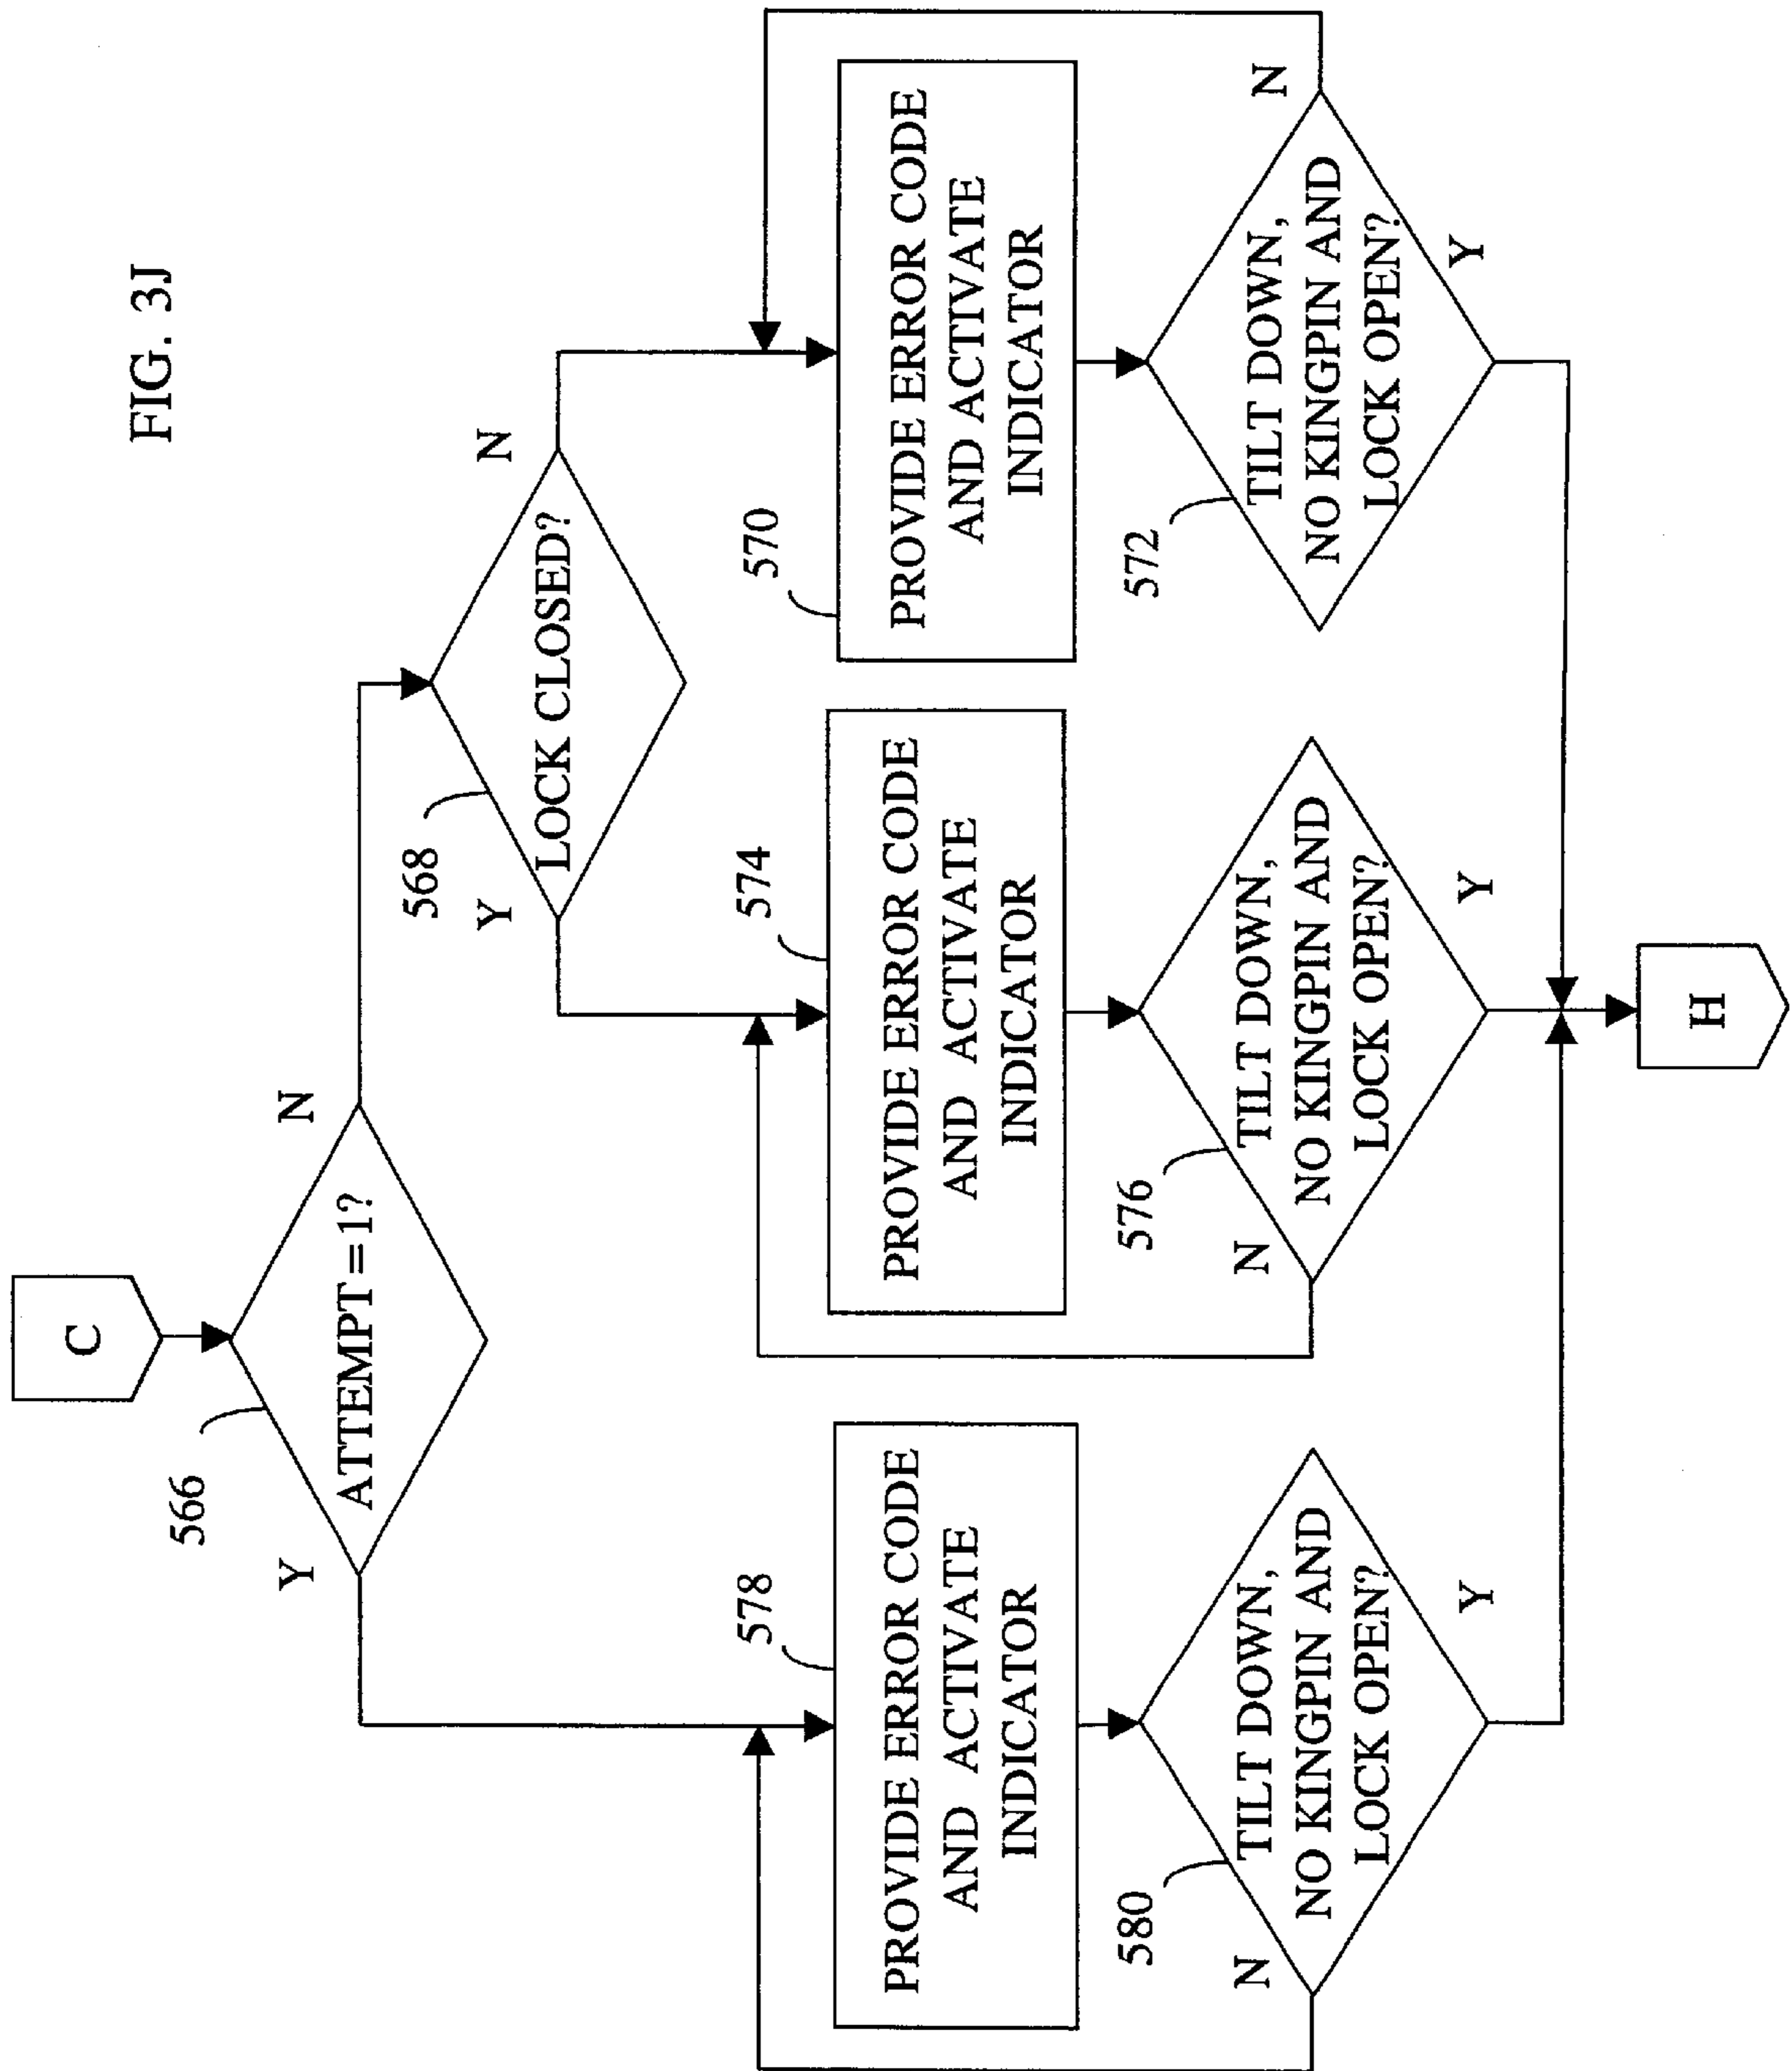 FIG. 3J
C
566
ATTEMPT = 1?
Y
N
568
LOCK CLOSED?
Y
N
578
PROVIDE ERROR CODE
AND ACTIVATE
INDICATOR
574
PROVIDE ERROR CODE
AND ACTIVATE
INDICATOR
570
PROVIDE ERROR CODE
AND ACTIVATE
INDICATOR
580
TILT DOWN,
NO KINGPIN AND
LOCK OPEN?
N
Y
576
TILT DOWN,
NO KINGPIN AND
LOCK OPEN?
N
Y
572
TILT DOWN,
NO KINGPIN AND
LOCK OPEN?
N
Y
H